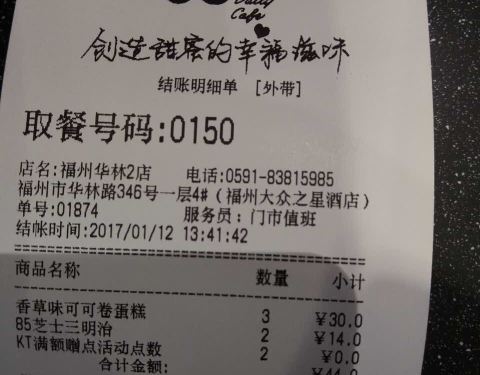 Daily
Cafe
创造甜蜜的幸福滋味
结账明细单 [外带]
取餐号码:0150
店名:福州华林2店 电话:0591-83815985
福州市华林路346号一层4#(福州大众之星酒店)
单号:01874 服务员:门市值班
结帐时间:2017/01/12 13:41:42
商品名称 数量 小计
香草味可可卷蛋糕 3 ￥30.0
85芝士三明治 2 ￥14.0
KT满额赠点活动点数 2 ￥0.0
合计金额: ￥44.0